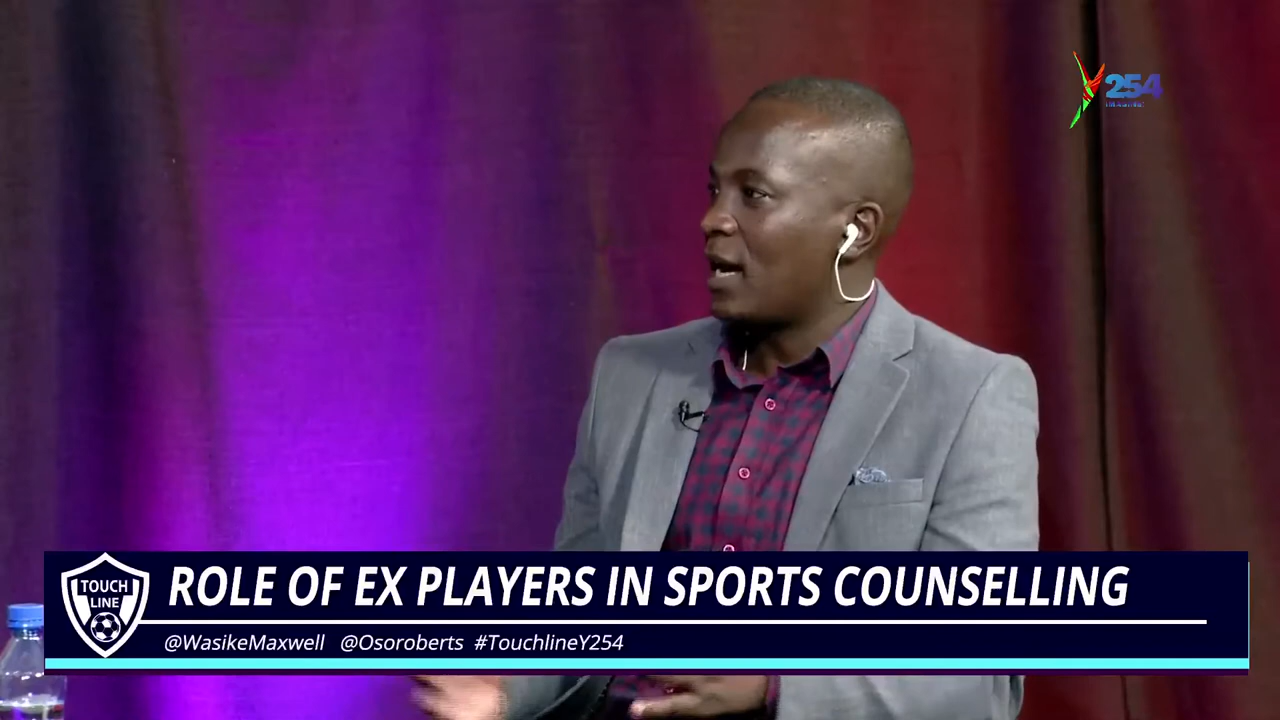 254
TOUCH
LINE
ROLE OF EX PLAYERS IN SPORTS COUNSELLING
@WasikeMaxwell @Osoroberts #TouchlineY254